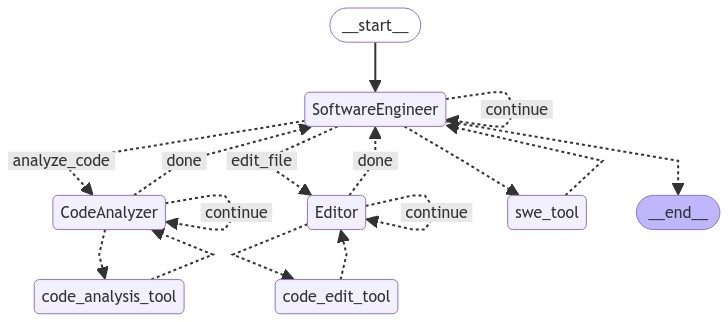 __start__
SoftwareEngineer
continue
analyze_code
done
edit_file
done
CodeAnalyzer
continue
Editor
continue
swe_tool
__end__
code_analysis_tool
code_edit_tool